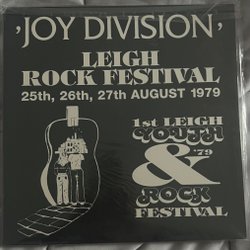 'JOY DIVISION'
LEIGH
ROCK FESTIVAL
25th, 26th, 27th AUGUST 1979
1st LEIGH
YOUTH
& '79
ROCK
FESTIVAL